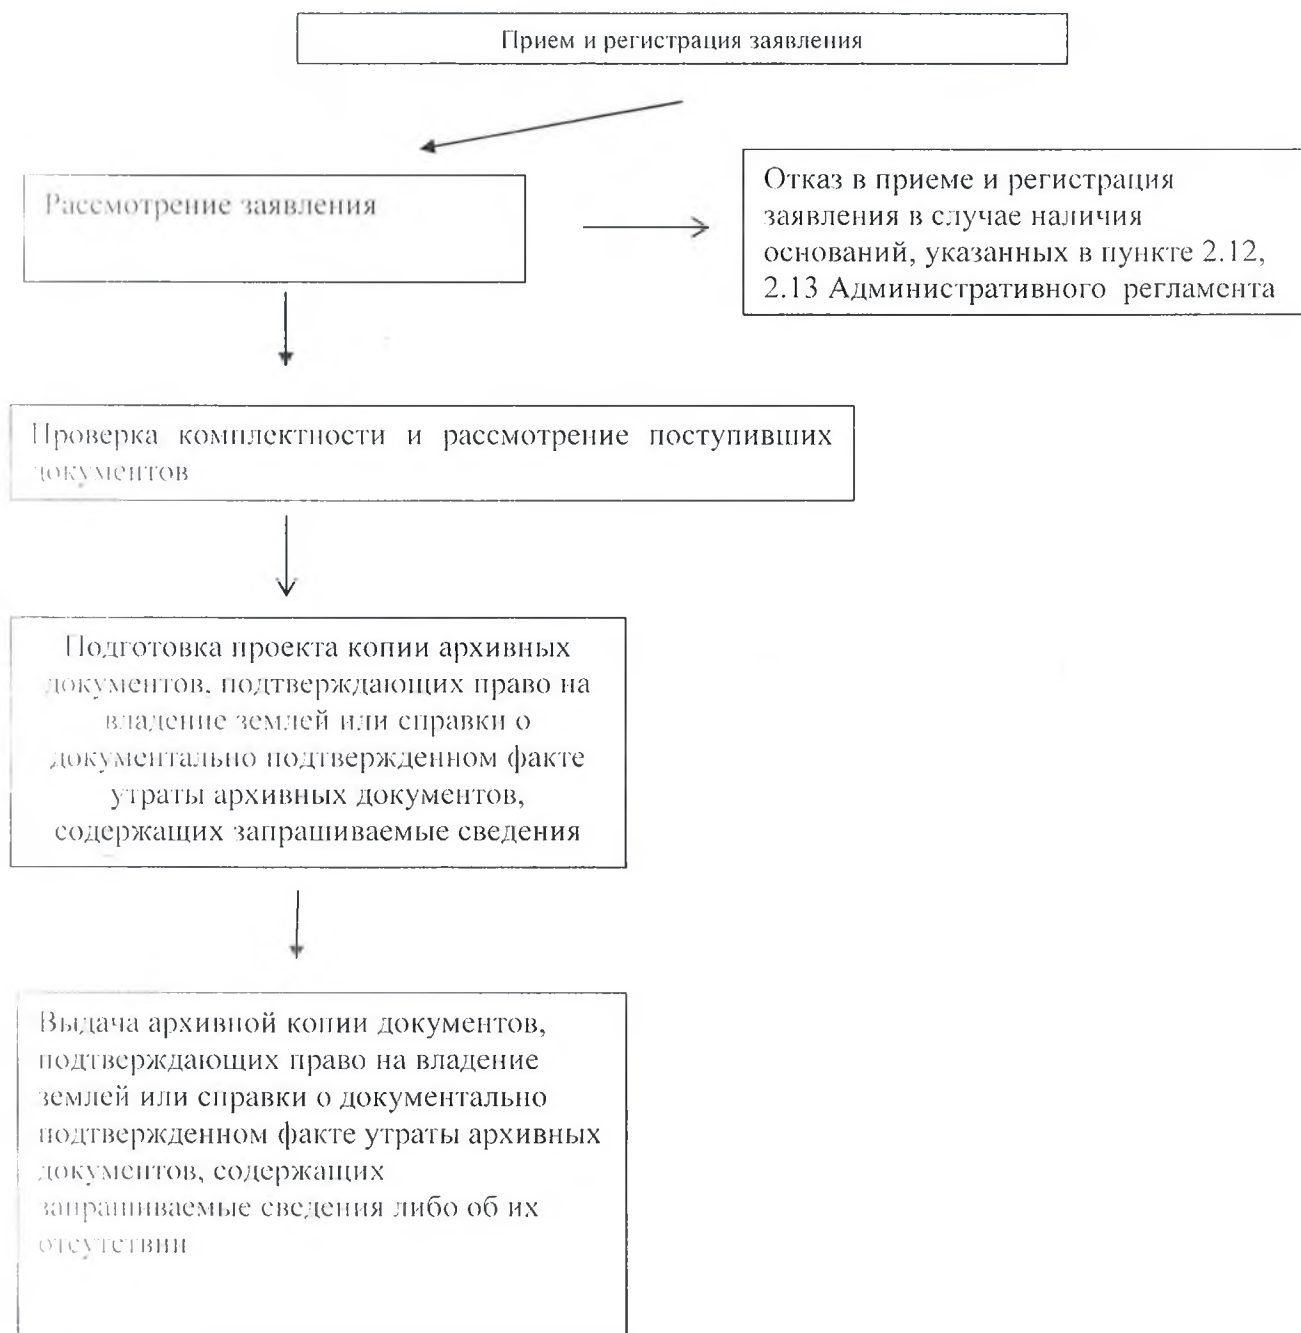 Прием и регистрация заявления
Рассмотрение заявления
Отказ в приеме и регистрация
заявления в случае наличия
оснований, указанных в пункте 2.12,
2.13 Административного регламента
Проверка комплектности и рассмотрение поступивших
документов
Подготовка проекта копии архивных
документов, подтверждающих право на
владение землей или справки о
документально подтвержденном факте
утраты архивных документов,
содержащих запрашиваемые сведения
Выдача архивной копии документов,
подтверждающих право на владение
землей или справки о документально
подтвержденном факте утраты архивных
документов, содержащих
запрашиваемые сведения либо об их
отсутствии